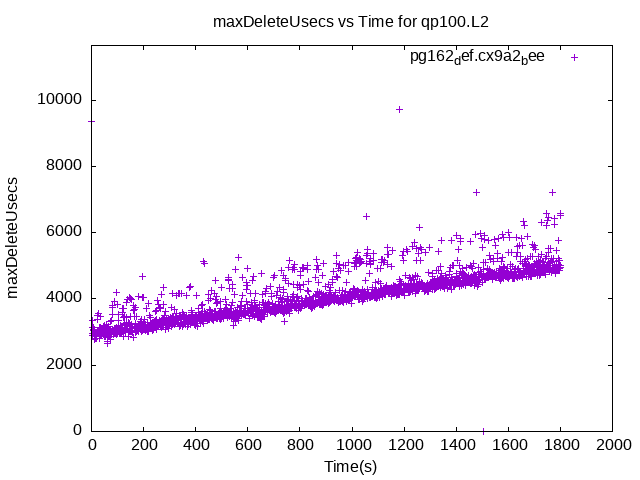 maxDeleteUsecs vs Time for qp100.L2
pg162def.cx9a2bee
10000
8000
6000
4000
2000
0
maxDeleteUsecs
0 200 400 600 800 1000 1200 1400 1600 1800 2000
Time(s)